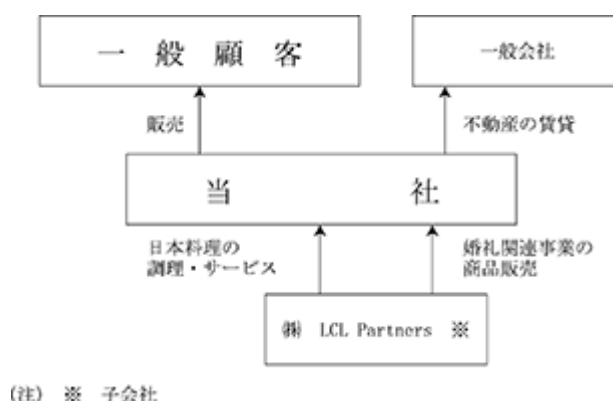 一般顧客
一般会社
販売
不動産の賃貸
当社
日本料理の
調理・サービス
婚礼関連事業の
商品販売
㈱ LCL Partners ※
(注) ※ 子会社